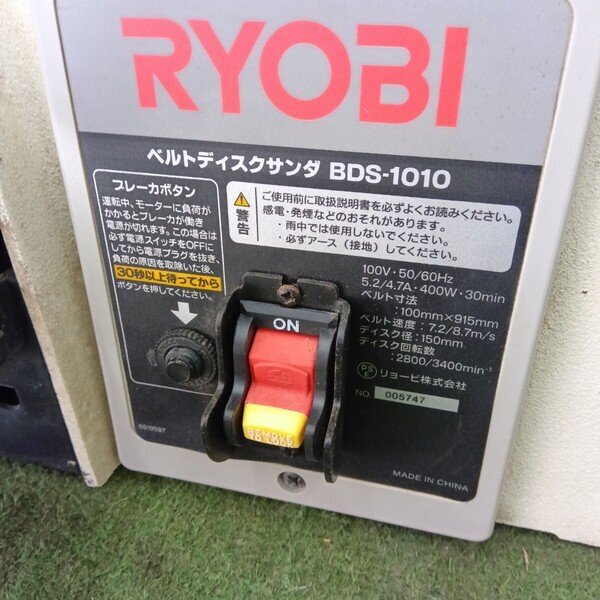 RYOBI
ベルトディスクサンダ BDS-1010
ブレーカボタン
運転中、モーターに負荷が
かかるとブレーカが働き
電源が切れます。この場合は
必ず電源スイッチをOFFに
してから電源プラグを抜き、
負荷の原因を取除いた後、
30秒以上待ってから
ボタンを押してください。
警告
ご使用前に取扱説明書を必ずよくお読みください。
感電・発煙などのおそれがあります。
・雨中では使用しないでください。
・必ずアース(接地)してください。
100V・50/60Hz
5.2/4.7A・400W・30min
ベルト寸法
:100mm×915mm
ベルト速度:7.2/8.7m/s
ディスク径:150mm
ディスク回転数
:2800/3400min⁻¹
PSE リョービ株式会社
NO. 005747
ON
REMOVE
TO LOCK
0919597
MADE IN CHINA